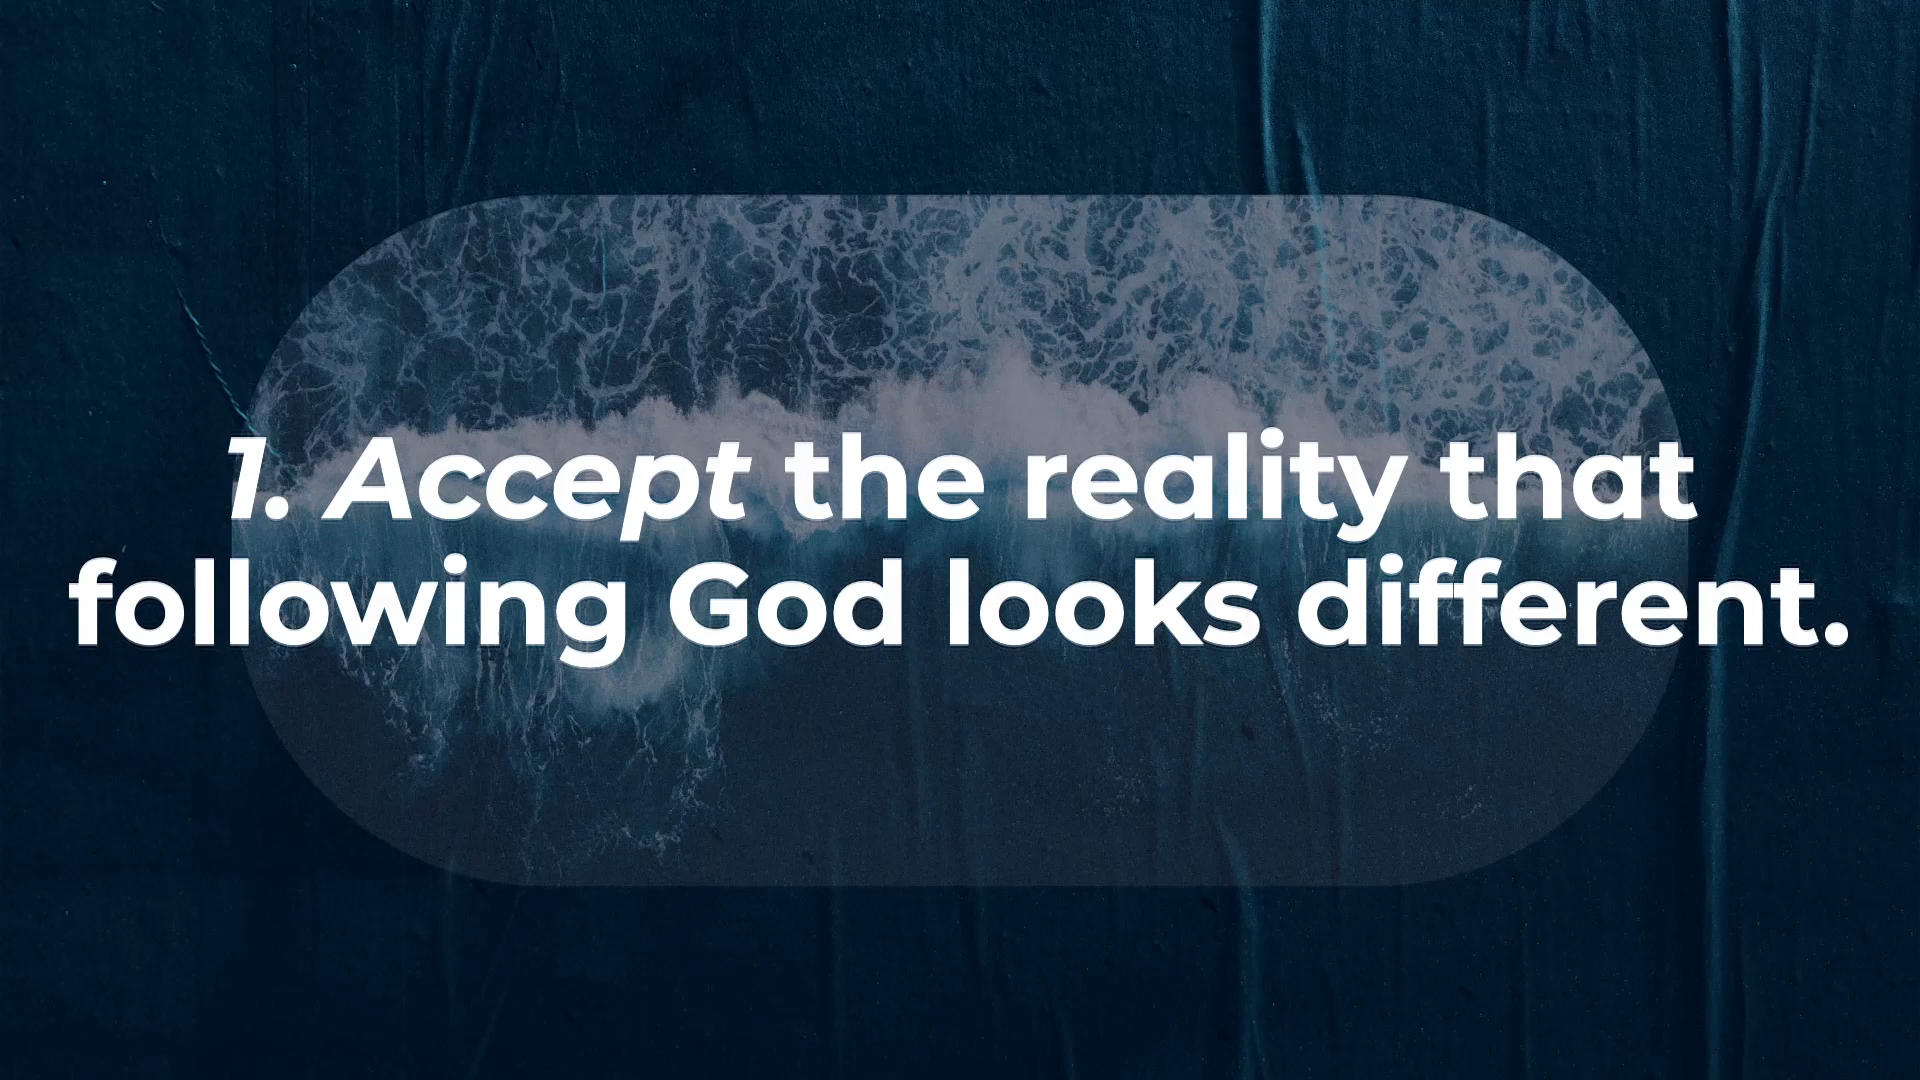 1. Accept the reality that
following God looks different.